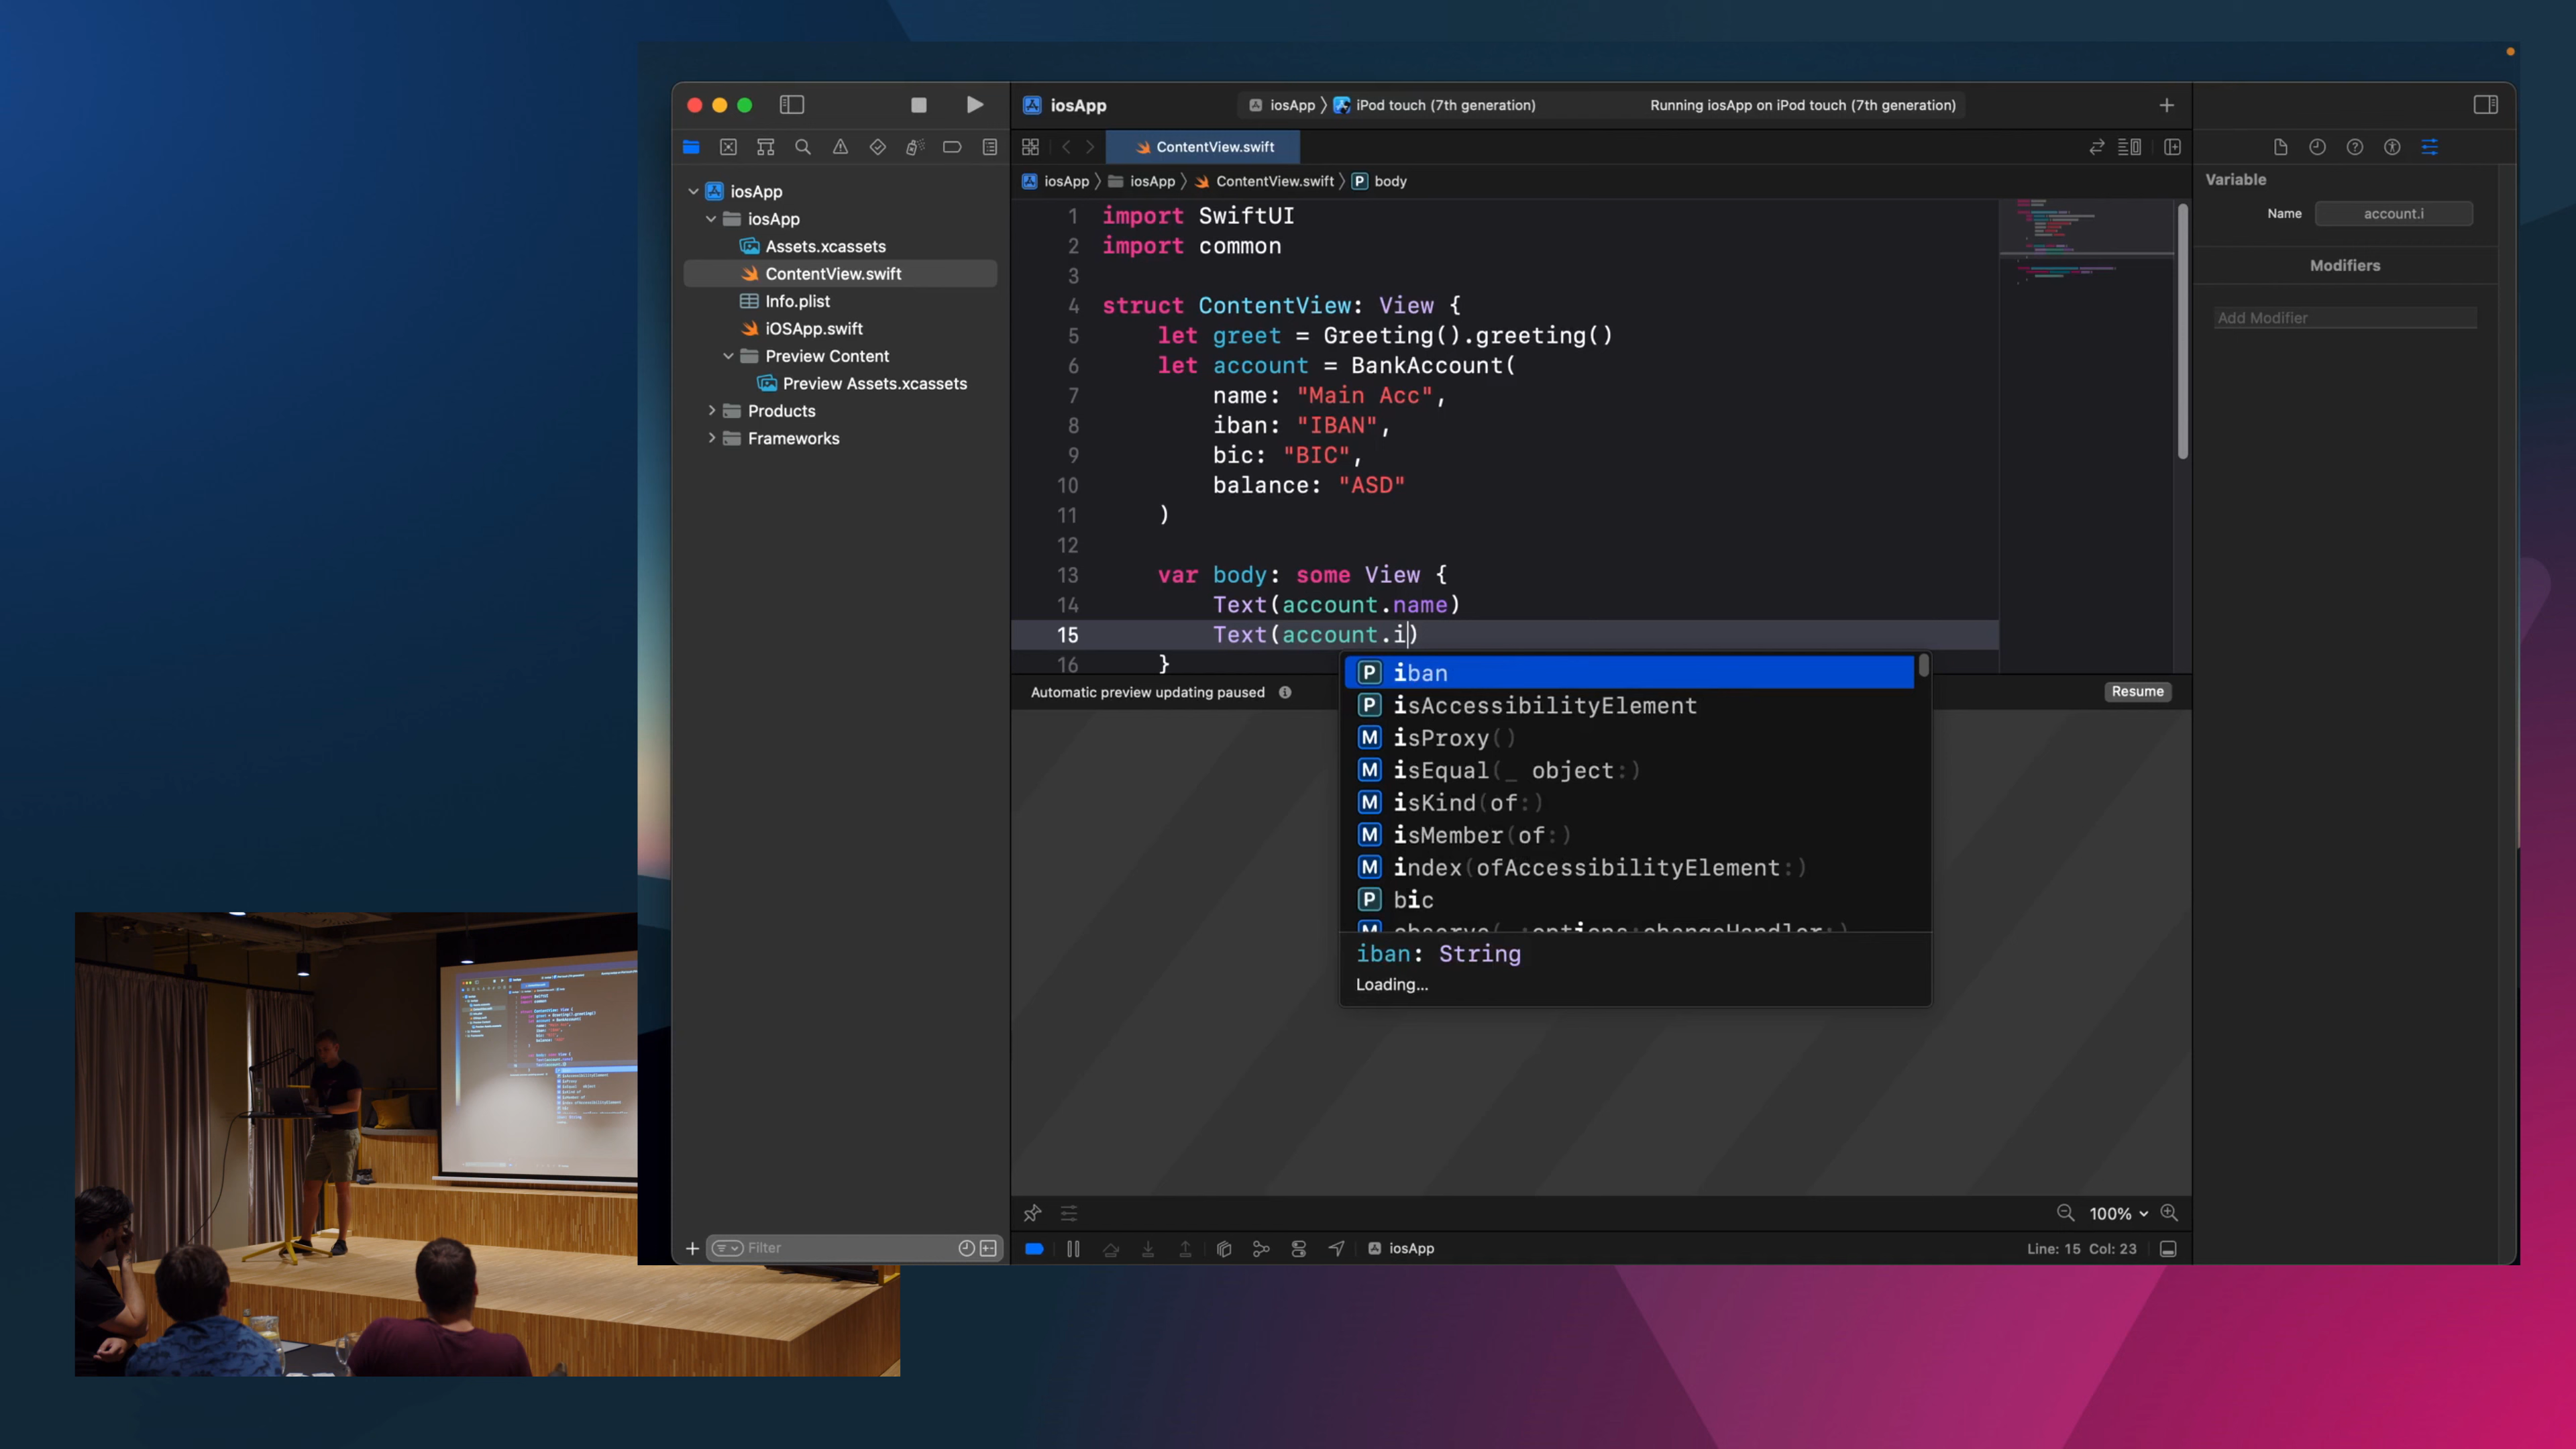 iosApp
iosApp
Assets.xcassets
ContentView.swift
Info.plist
iOSApp.swift
Preview Content
Preview Assets.xcassets
Products
Frameworks
Filter
iosApp
iosApp 〉 iPod touch (7th generation)
Running iosApp on iPod touch (7th generation)
ContentView.swift
iosApp 〉 iosApp 〉 ContentView.swift 〉 P body
1 import SwiftUI
2 import common
3
4 struct ContentView: View {
5 let greet = Greeting().greeting()
6 let account = BankAccount(
7 name: "Main Acc",
8 iban: "IBAN",
9 bic: "BIC",
10 balance: "ASD"
11 )
12
13 var body: some View {
14 Text(account.name)
15 Text(account.i)
16 }
P iban
P isAccessibilityElement
M isProxy()
M isEqual(_ object:)
M isKind(of:)
M isMember(of:)
M index(ofAccessibilityElement:)
P bic
M observe(_:options:changeHandler:)
iban: String
Loading...
Automatic preview updating paused
Resume
100%
iosApp
Line: 15 Col: 23
Variable
Name account.i
Modifiers
Add Modifier